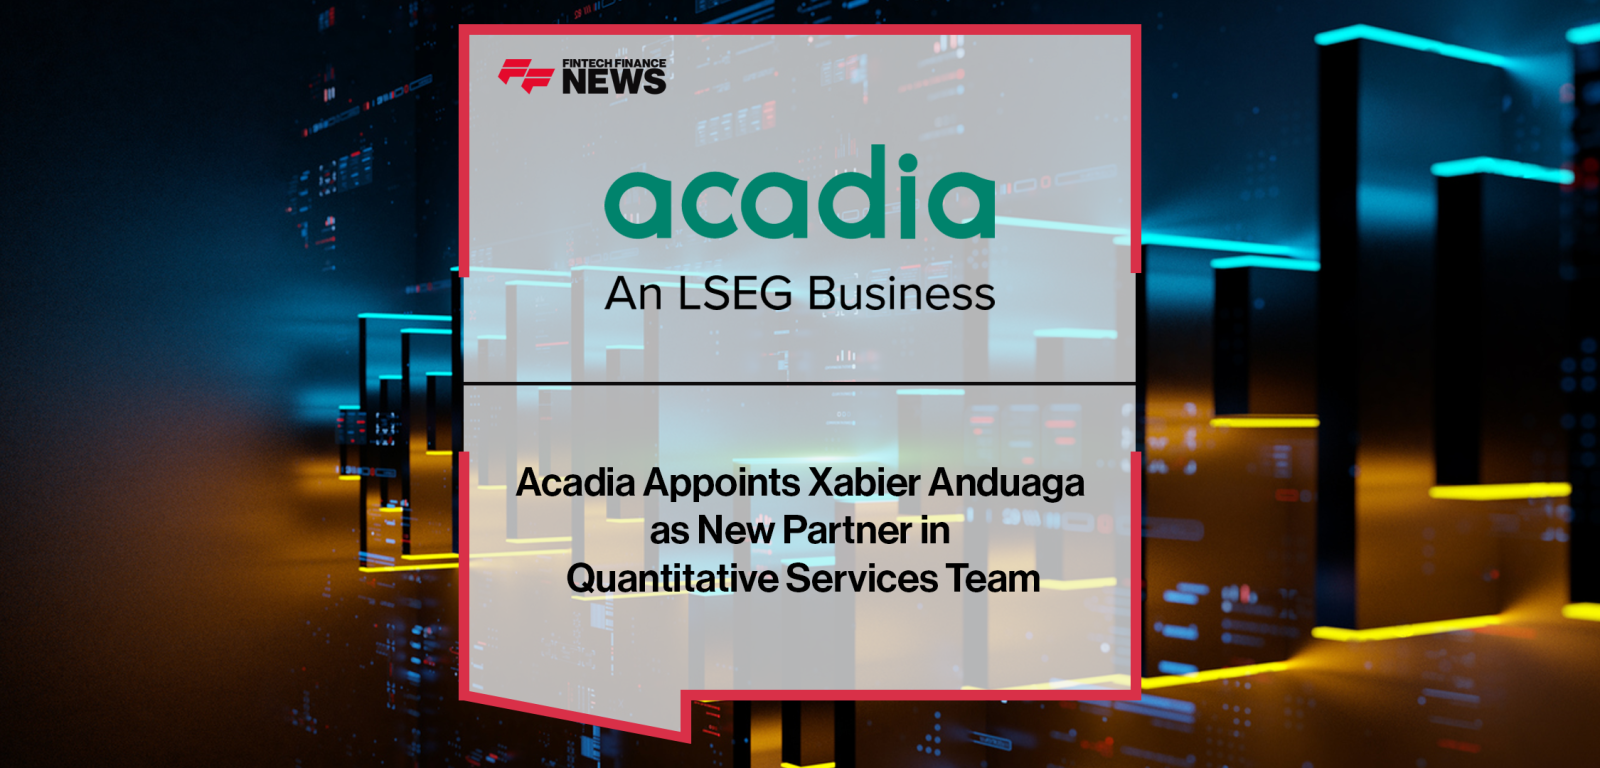 FINTECH FINANCE
NEWS
acadia
An LSEG Business
Acadia Appoints Xabier Anduaga
as New Partner in
Quantitative Services Team